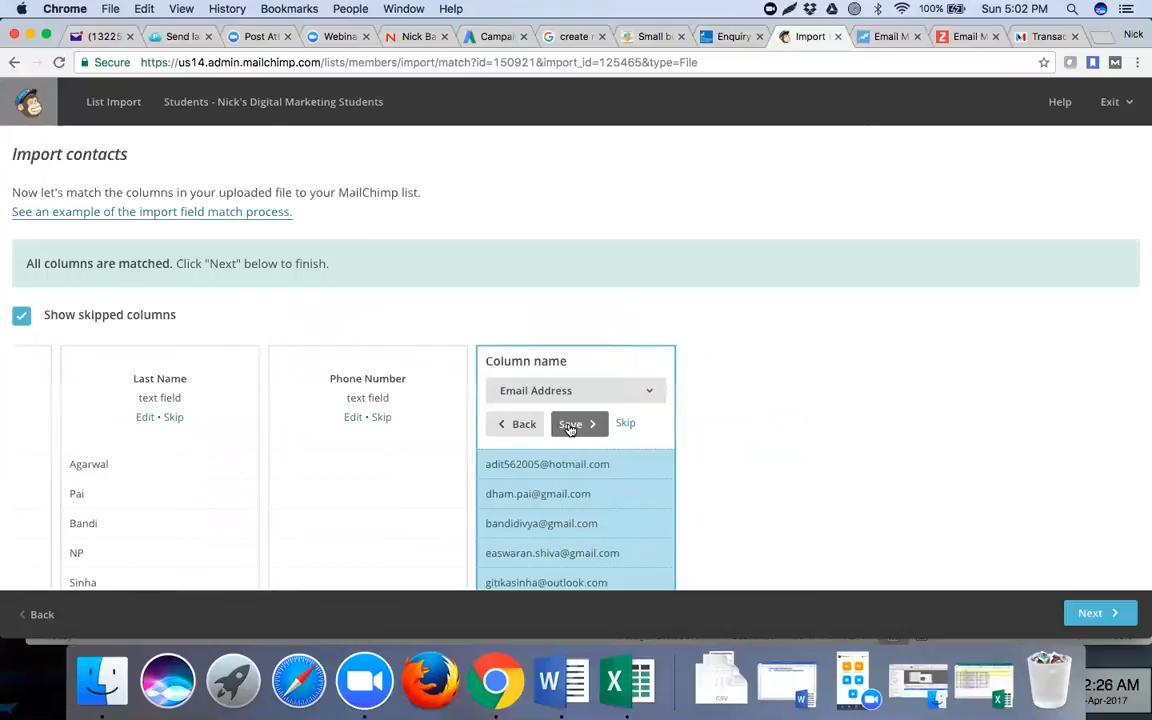 Chrome File Edit View History Bookmarks People Window Help 100% Sun 5:02 PM
(13225 Send la Post Att Webina Nick Ba Campai create r Small b Enquiry Import Email M Email M Transac Nick
Secure https://us14.admin.mailchimp.com/lists/members/import/match?id=150921&import_id=125465&type=File
List Import Students - Nick's Digital Marketing Students Help Exit
Import contacts
Now let's match the columns in your uploaded file to your MailChimp list.
See an example of the import field match process.
All columns are matched. Click "Next" below to finish.
Show skipped columns
Column name
Last Name Phone Number
text field text field Email Address
Edit • Skip Edit • Skip Back Save Skip
Agarwal adit562005@hotmail.com
Pai dham.pai@gmail.com
Bandi bandidivya@gmail.com
NP easwaran.shiva@gmail.com
Sinha gitikasinha@outlook.com
Back Next
CSV
2:26 AM
-Apr-2017